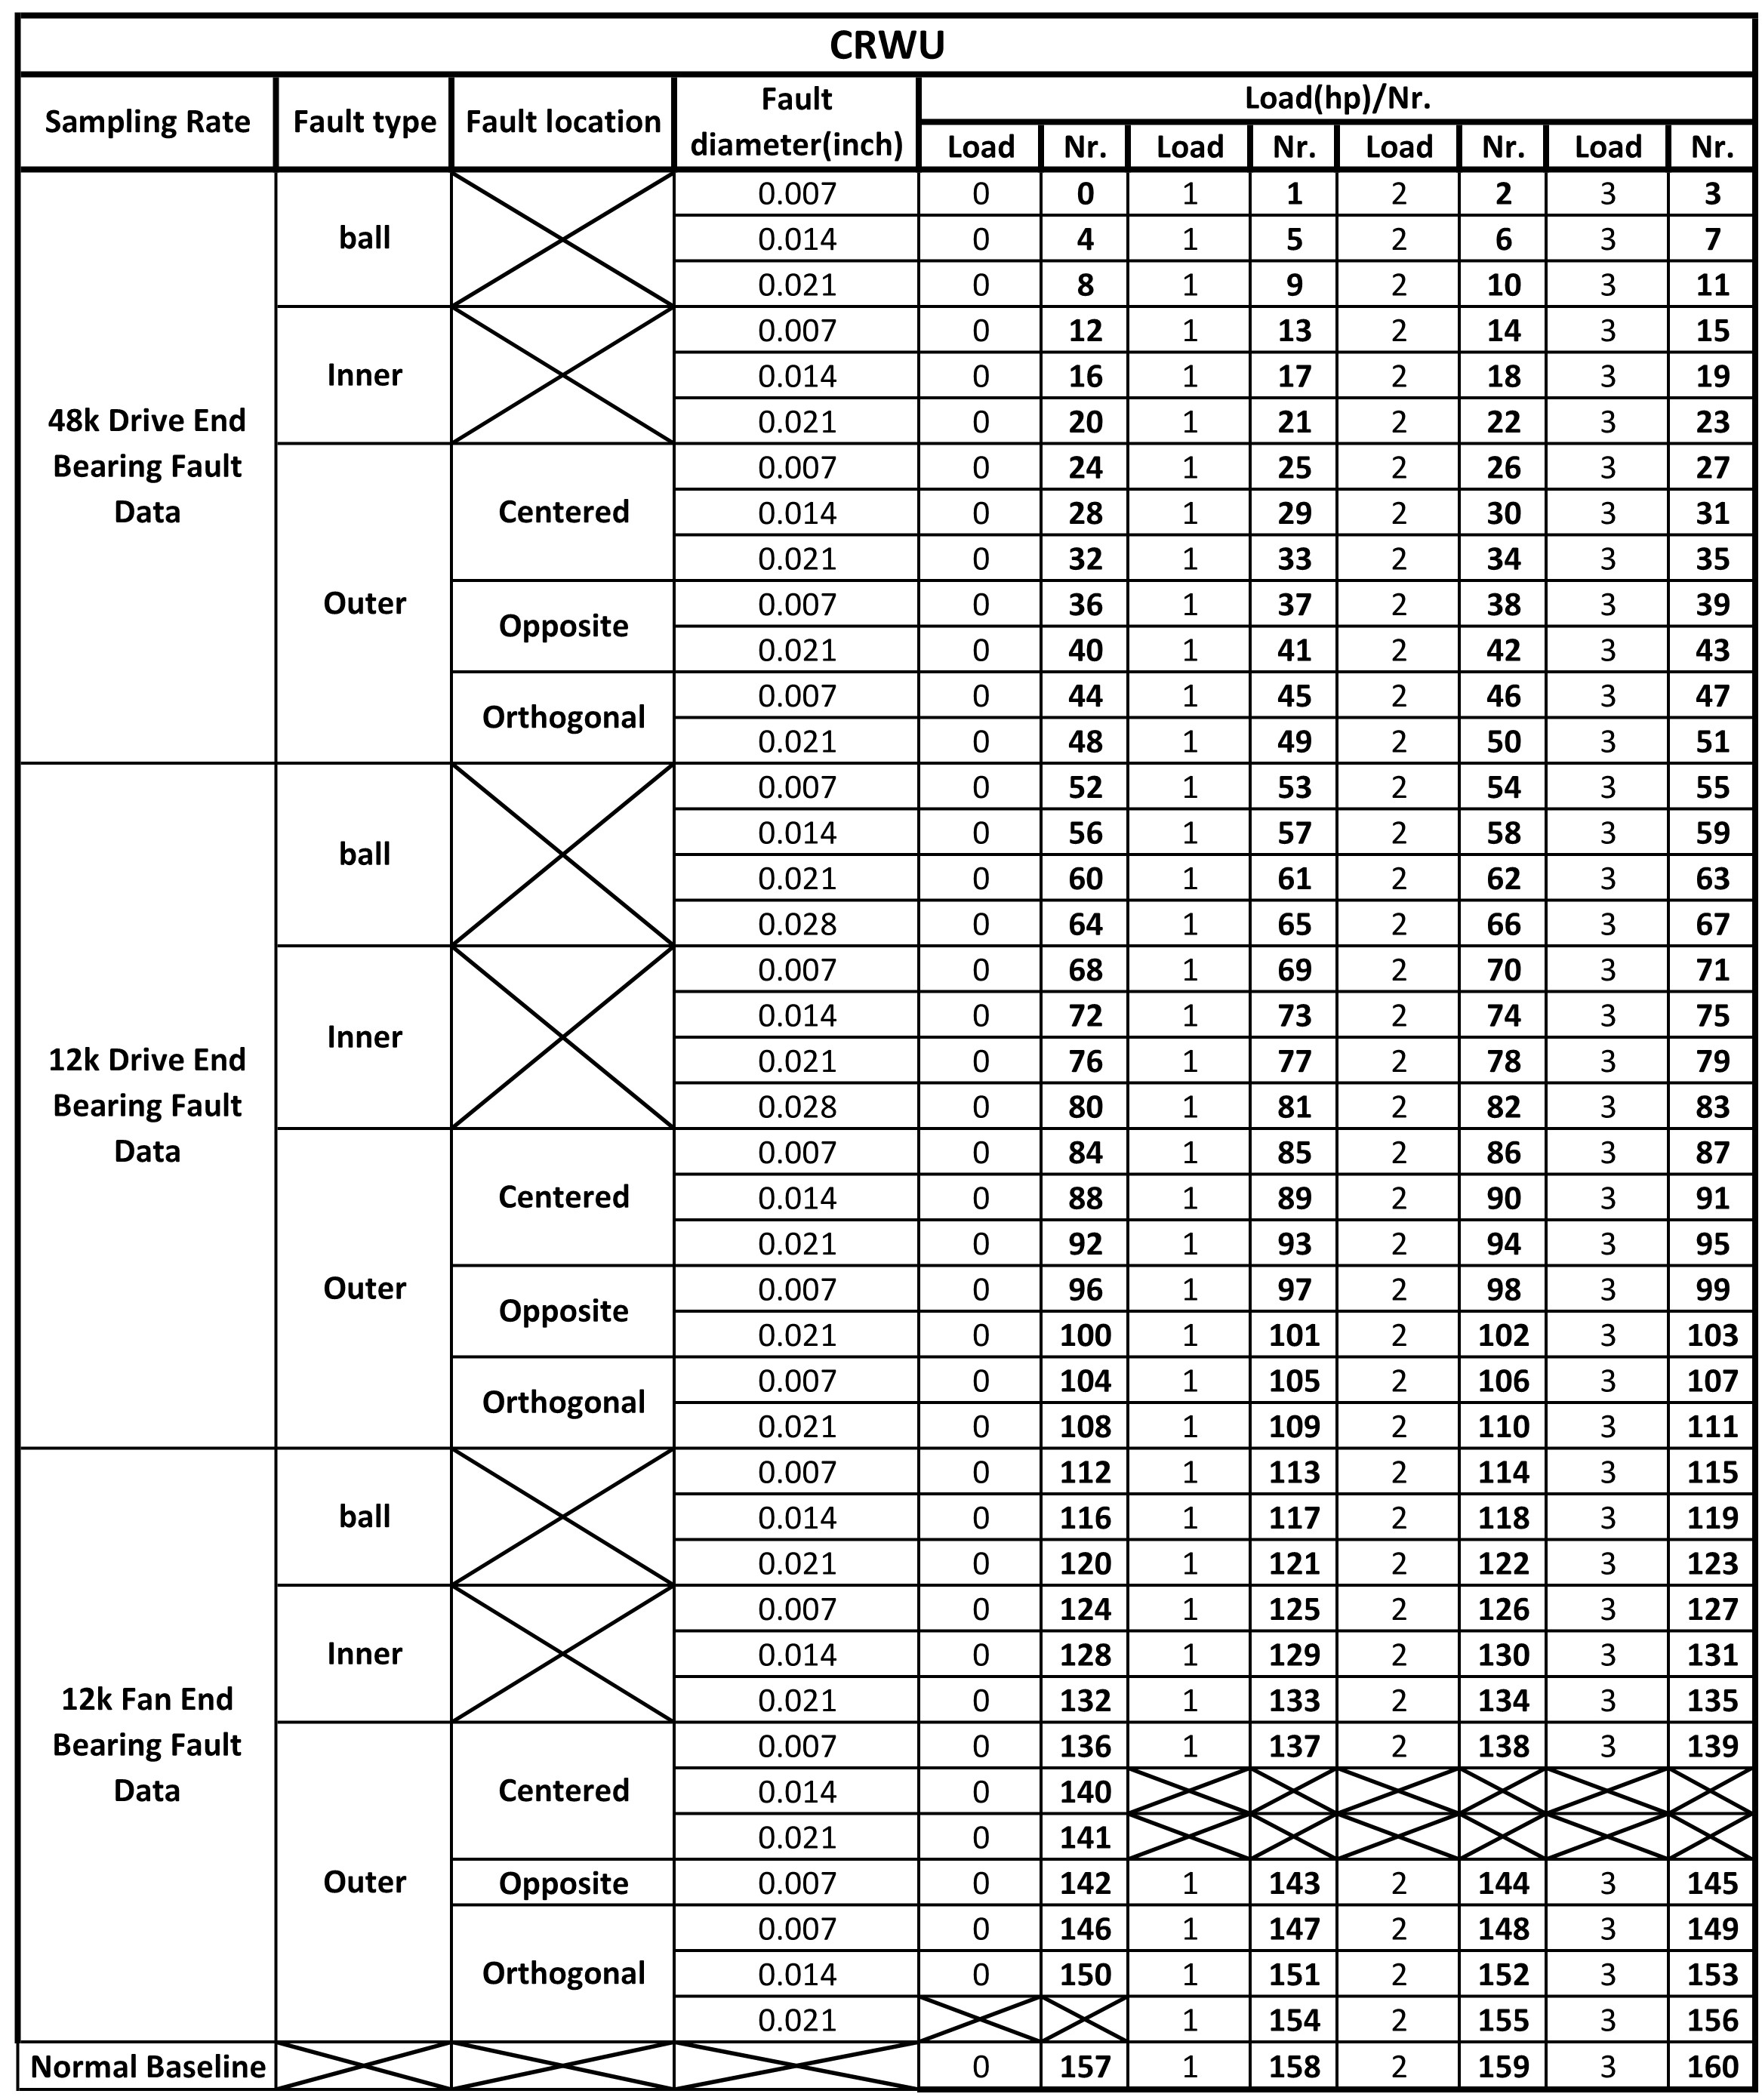 CRWU
Sampling Rate Fault type Fault location Fault diameter(inch) Load(hp)/Nr.
Load Nr. Load Nr. Load Nr. Load Nr.
48k Drive End Bearing Fault Data
ball
0.007 0 0 1 1 2 2 3 3
0.014 0 4 1 5 2 6 3 7
0.021 0 8 1 9 2 10 3 11
Inner
0.007 0 12 1 13 2 14 3 15
0.014 0 16 1 17 2 18 3 19
0.021 0 20 1 21 2 22 3 23
Outer
Centered
0.007 0 24 1 25 2 26 3 27
0.014 0 28 1 29 2 30 3 31
0.021 0 32 1 33 2 34 3 35
Opposite
0.007 0 36 1 37 2 38 3 39
0.021 0 40 1 41 2 42 3 43
Orthogonal
0.007 0 44 1 45 2 46 3 47
0.021 0 48 1 49 2 50 3 51
12k Drive End Bearing Fault Data
ball
0.007 0 52 1 53 2 54 3 55
0.014 0 56 1 57 2 58 3 59
0.021 0 60 1 61 2 62 3 63
0.028 0 64 1 65 2 66 3 67
Inner
0.007 0 68 1 69 2 70 3 71
0.014 0 72 1 73 2 74 3 75
0.021 0 76 1 77 2 78 3 79
0.028 0 80 1 81 2 82 3 83
Outer
Centered
0.007 0 84 1 85 2 86 3 87
0.014 0 88 1 89 2 90 3 91
0.021 0 92 1 93 2 94 3 95
Opposite
0.007 0 96 1 97 2 98 3 99
0.021 0 100 1 101 2 102 3 103
Orthogonal
0.007 0 104 1 105 2 106 3 107
0.021 0 108 1 109 2 110 3 111
12k Fan End Bearing Fault Data
ball
0.007 0 112 1 113 2 114 3 115
0.014 0 116 1 117 2 118 3 119
0.021 0 120 1 121 2 122 3 123
Inner
0.007 0 124 1 125 2 126 3 127
0.014 0 128 1 129 2 130 3 131
0.021 0 132 1 133 2 134 3 135
Outer
Centered
0.007 0 136 1 137 2 138 3 139
0.014 0 140
0.021 0 141
Opposite
0.007 0 142 1 143 2 144 3 145
Orthogonal
0.007 0 146 1 147 2 148 3 149
0.014 0 150 1 151 2 152 3 153
0.021 1 154 2 155 3 156
Normal Baseline 0 157 1 158 2 159 3 160